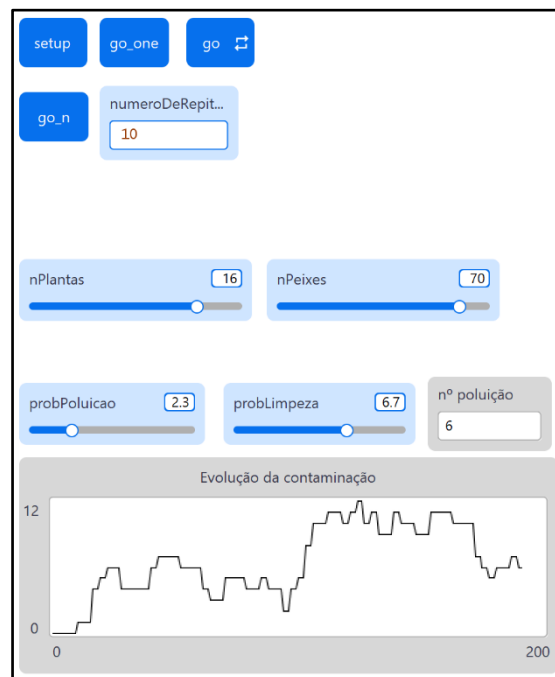 setup go_one go
go_n
numeroDeRepit...
10
nPlantas 16
nPeixes 70
probPoluicao 2.3
probLimpeza 6.7
nº poluição
6
Evolução da contaminação
12
0
0 200